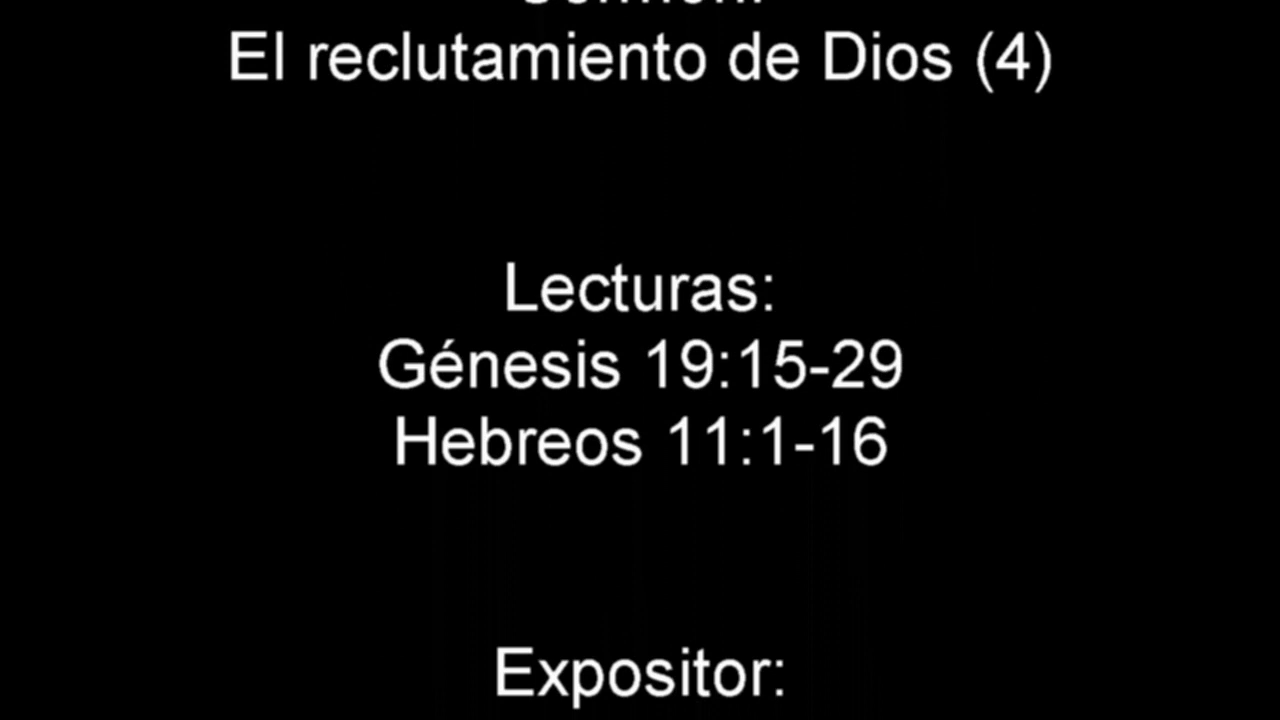 El reclutamiento de Dios (4)
Lecturas:
Génesis 19:15-29
Hebreos 11:1-16
Expositor: